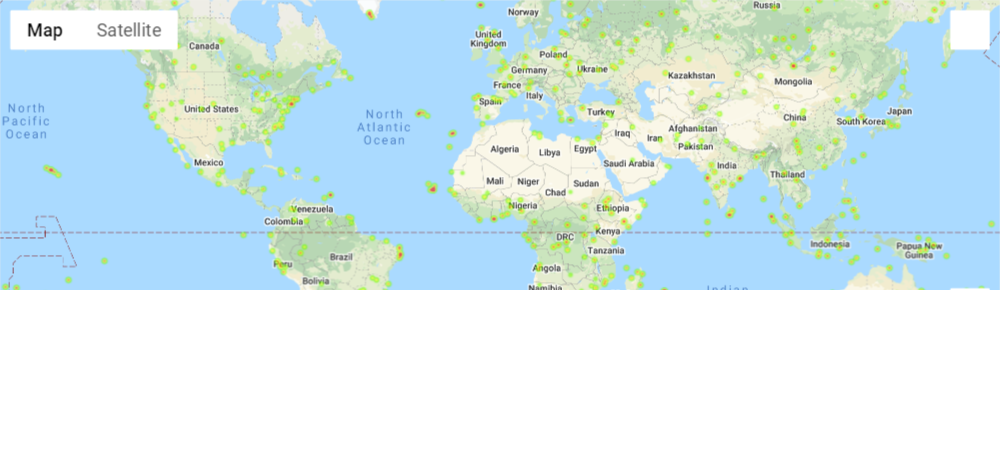 Map Satellite
Norway
Russia
Canada
United
Kingdom
Poland
Germany
Ukraine
France
Kazakhstan
Mongolia
North
Pacific
Ocean
United States
North
Atlantic
Ocean
Spain
Italy
Turkey
China
Japan
South Korea
Afghanistan
Iraq
Iran
Pakistan
Algeria
Libya
Egypt
Mexico
Saudi Arabia
India
Thailand
Mali
Niger
Chad
Sudan
Nigeria
Ethiopia
Venezuela
Colombia
DRC
Kenya
Indonesia
Papua New
Guinea
Tanzania
Brazil
Peru
Angola
Bolivia
Namibia
Indian